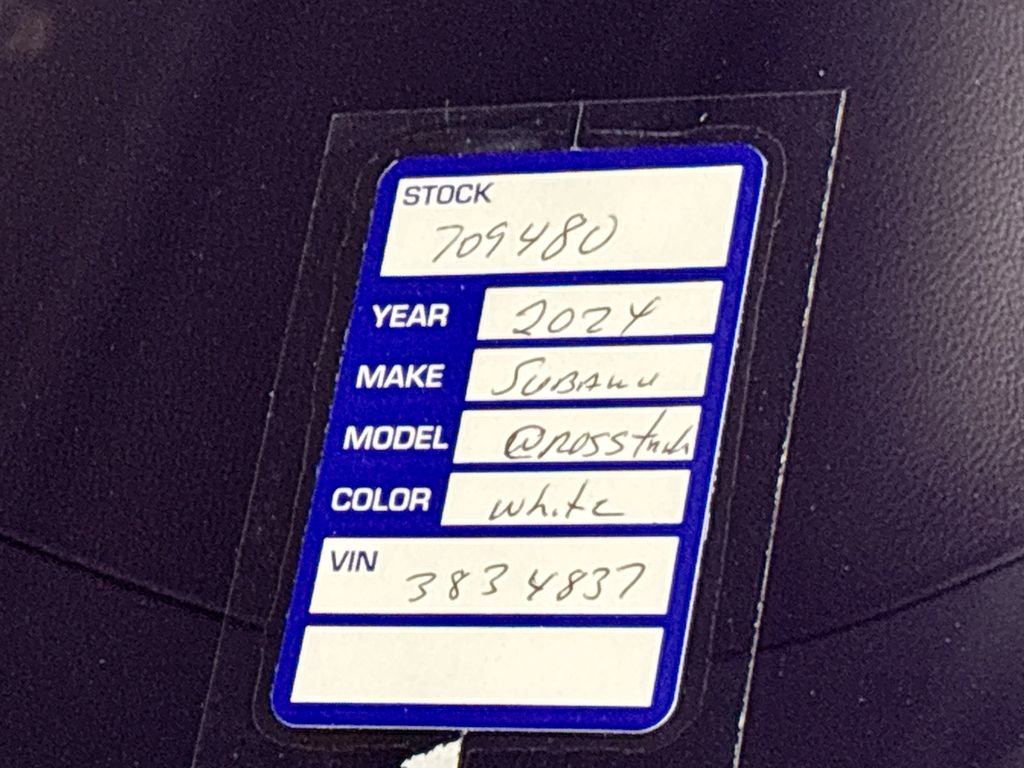 STOCK
709480
YEAR 2024
MAKE SUBARU
MODEL Crosstrek
COLOR White
VIN 3834837